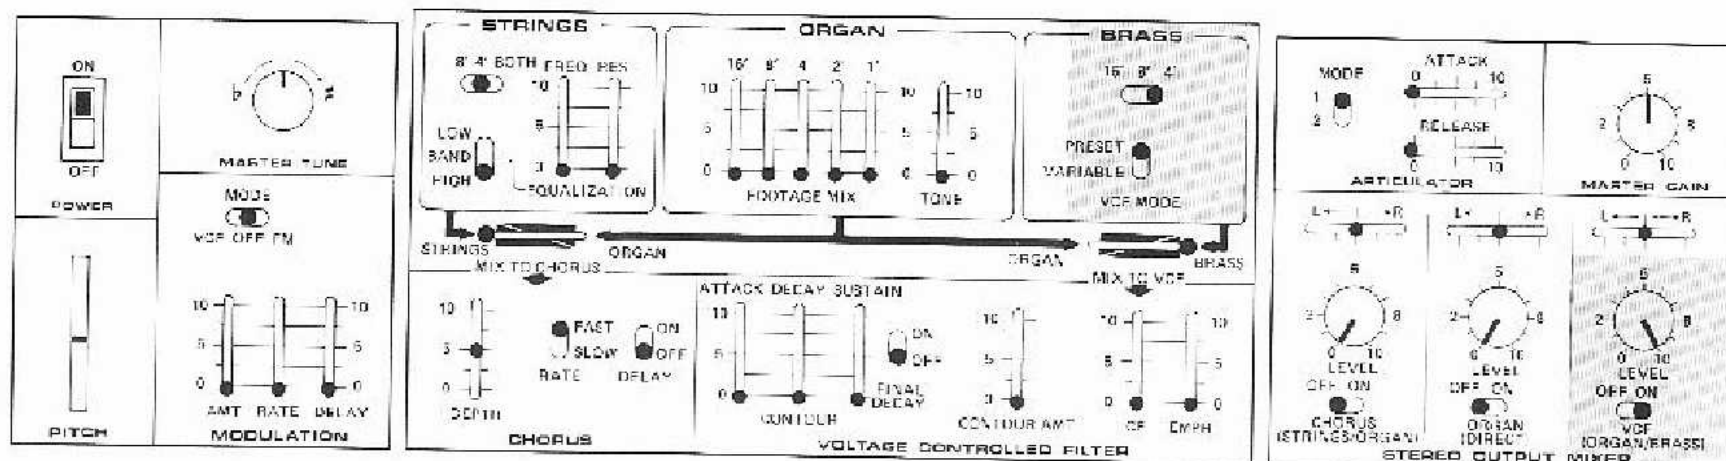 ON
OFF
POWER
PITCH
MASTER TUNE
MODE
VCF OFF FM
10 10
5 5
0 0
AMT RATE DELAY
MODULATION
STRINGS
8' 4' BOTH FREQ RES
10
5
0
LOW
BAND
HIGH
EQUALIZATION
ORGAN
16' 8' 4 2' 1'
10 10 10
5 5 5
0 0 0
FOOTAGE MIX TONE
BRASS
16' 8' 4'
PRESET
VARIABLE
VCF MODE
STRINGS ORGAN
MIX TO CHORUS
ORGAN BRASS
MIX TO VCF
10
5
0
DEPTH
FAST
SLOW
RATE
ON
OFF
DELAY
CHORUS
ATTACK DECAY SUSTAIN
10
5
0
CONTOUR
ON
OFF
FINAL
DECAY
10
5
0
CONTOUR AMT
10 10
5 5
0 0
CF EMPH
VOLTAGE CONTROLLED FILTER
MODE
1
2
ATTACK
0 10
RELEASE
0 10
ARTICULATOR
5
2 8
0 10
MASTER GAIN
L R
5
2 8
0 10
LEVEL
OFF ON
CHORUS
(STRINGS/ORGAN)
L R
5
2 8
0 10
LEVEL
OFF ON
ORGAN
(DIRECT)
L R
5
2 8
0 10
LEVEL
OFF ON
VCF
(ORGAN/BRASS)
STEREO OUTPUT MIXER